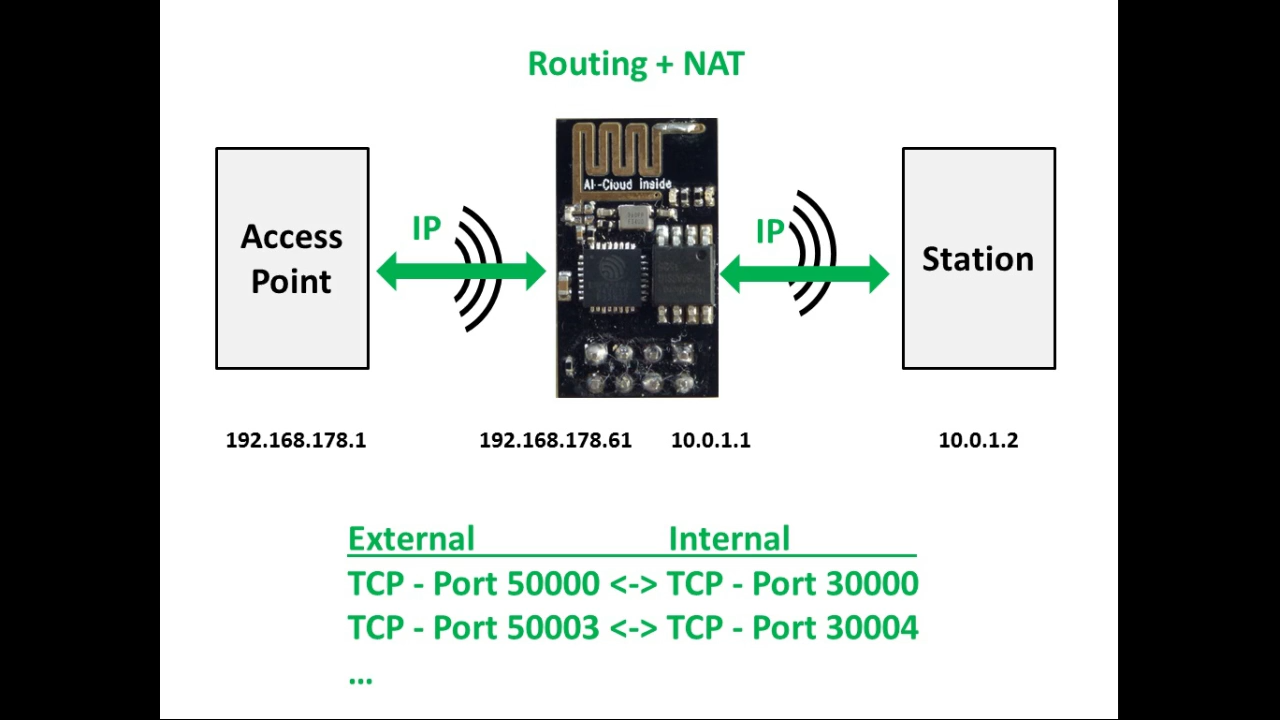 Routing + NAT
AI-Cloud inside
IP
IP
Access
Point
Station
192.168.178.1
192.168.178.61
10.0.1.1
10.0.1.2
External Internal
TCP - Port 50000 <-> TCP - Port 30000
TCP - Port 50003 <-> TCP - Port 30004
...